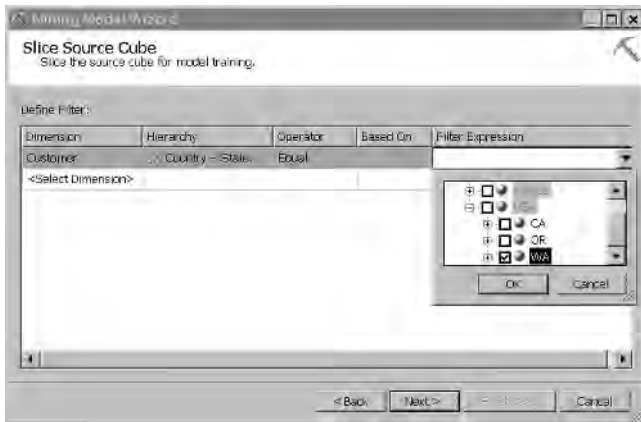 Mining Model Wizard
Slice Source Cube
Slice the source cube for model training.
Define Filter:
Dimension Hierarchy Operator Based On Filter Expression
Customer Country - State Equal
<Select Dimension>
USA
CA
OR
WA
OK Cancel
< Back Next > Cancel